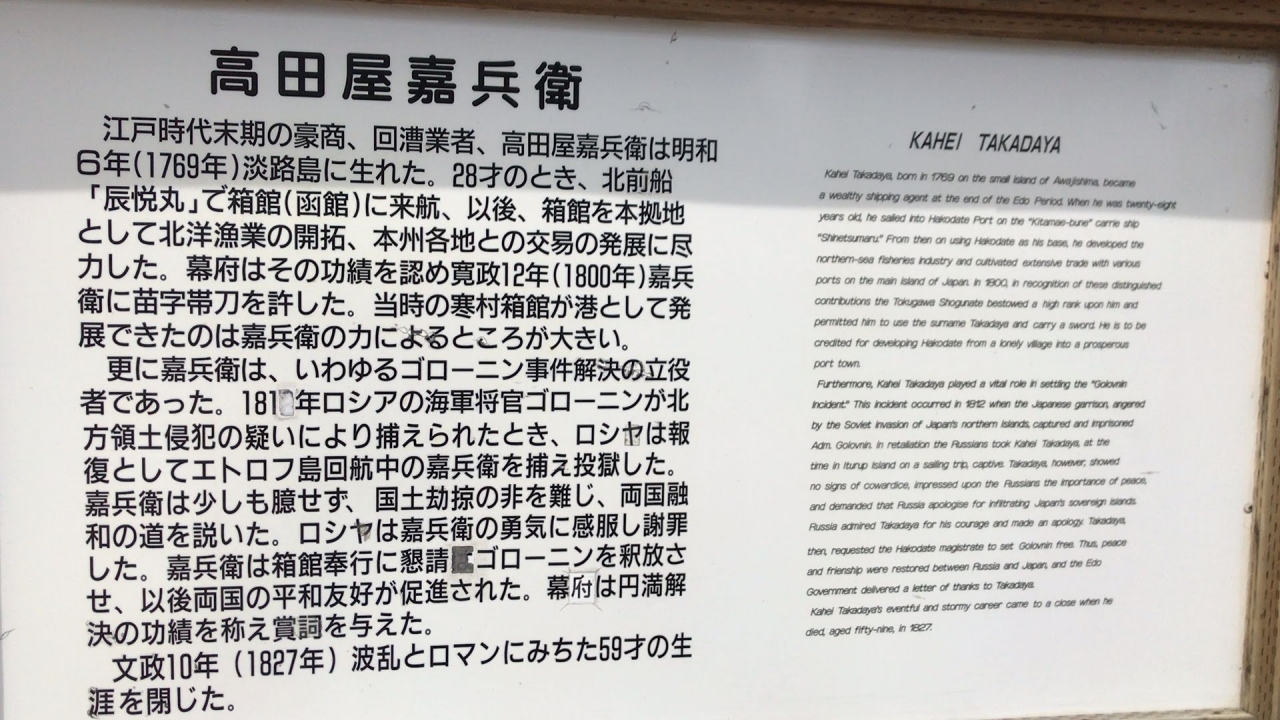 高田屋嘉兵衛
江戸時代末期の豪商、回漕業者、高田屋嘉兵衛は明和
6年(1769年)淡路島に生れた。28才のとき、北前船
「辰悦丸」で箱館(函館)に来航、以後、箱館を本拠地
として北洋漁業の開拓、本州各地との交易の発展に尽
力した。幕府はその功績を認め寛政12年(1800年)嘉兵
衛に苗字帯刀を許した。当時の寒村箱館が港として発
展できたのは嘉兵衛の力によるところが大きい。
更に嘉兵衛は、いわゆるゴローニン事件解決の立役
者であった。181年ロシアの海軍将官ゴローニンが北
方領土侵犯の疑いにより捕えられたとき、ロシヤは報
復としてエトロフ島回航中の嘉兵衛を捕え投獄した。
嘉兵衛は少しも臆せず、国土劫掠の非を難じ、両国融
和の道を説いた。ロシヤは嘉兵衛の勇気に感服し謝罪
した。嘉兵衛は箱館奉行に懇請しゴローニンを釈放さ
せ、以後両国の平和友好が促進された。幕府は円満解
決の功績を称え賞詞を与えた。
文政10年(1827年)波乱とロマンにみちた59才の生
涯を閉じた。
KAHEI TAKADAYA
Kahei Takadaya, born in 1769 on the small island of Awajishima, became
a wealthy shipping agent at the end of the Edo Period. When he was twenty-eight
years old, he sailed into Hakodate Port on the "Kitamae-bune" carrie ship
"Shinetsumaru." From then on using Hakodate as his base, he developed the
northern-sea fisheries industry and cultivated extensive trade with various
ports on the main island of Japan. In 1800, in recognition of these distinguished
contributions the Tokugawa Shogunate bestowed a high rank upon him and
permitted him to use the surname Takadaya and carry a sword. He is to be
credited for developing Hakodate from a lonely village into a prosperous
port town.
Furthermore, Kahei Takadaya played a vital role in settling the "Golovnin
Incident." This incident occurred in 1812 when the Japanese garrison, angered
by the Soviet invasion of Japan's northern islands, captured and imprisoned
Adm. Golovnin. In retaliation the Russians took Kahei Takadaya, at the
time in Iturup Island on a sailing trip, captive. Takadaya, however, showed
no signs of cowardice, impressed upon the Russians the importance of peace,
and demanded that Russia apologise for infiltrating Japan's sovereign islands.
Russia admired Takadaya for his courage and made an apology. Takadaya,
then, requested the Hakodate magistrate to set Golovnin free. Thus, peace
and frienship were restored between Russia and Japan, and the Edo
Government delivered a letter of thanks to Takadaya.
Kahei Takadaya's eventful and stormy career came to a close when he
died, aged fifty-nine, in 1827.